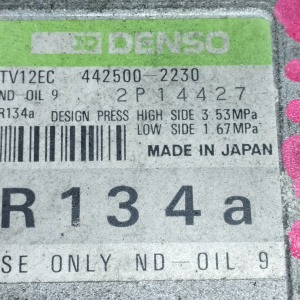 DENSO
TV12EC 442500-2230
ND-OIL 9 2P14427
R134a DESIGN PRESS HIGH SIDE 3.53MPa
LOW SIDE 1.67MPa
MADE IN JAPAN
R134a
SE ONLY ND-OIL 9